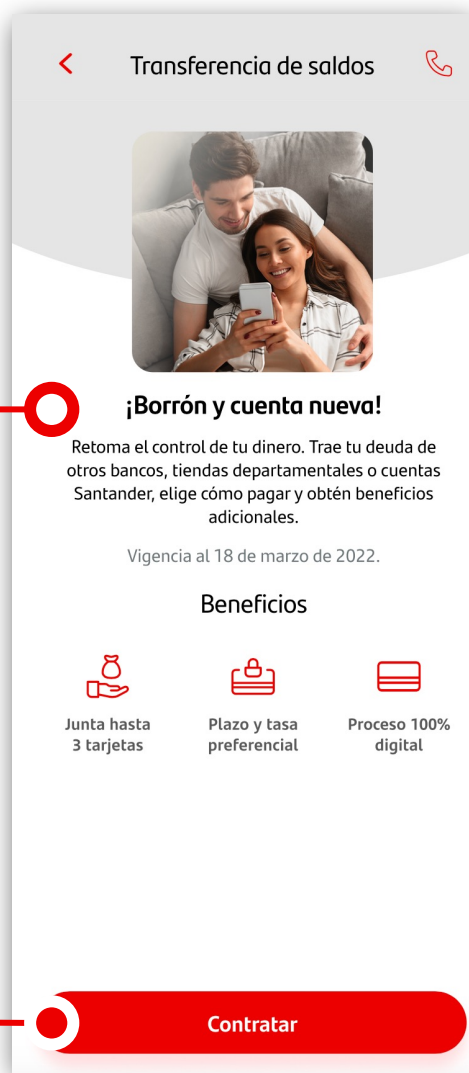 Transferencia de saldos
¡Borrón y cuenta nueva!
Retoma el control de tu dinero. Trae tu deuda de
otros bancos, tiendas departamentales o cuentas
Santander, elige cómo pagar y obtén beneficios
adicionales.
Vigencia al 18 de marzo de 2022.
Beneficios
Junta hasta
3 tarjetas
Plazo y tasa
preferencial
Proceso 100%
digital
Contratar